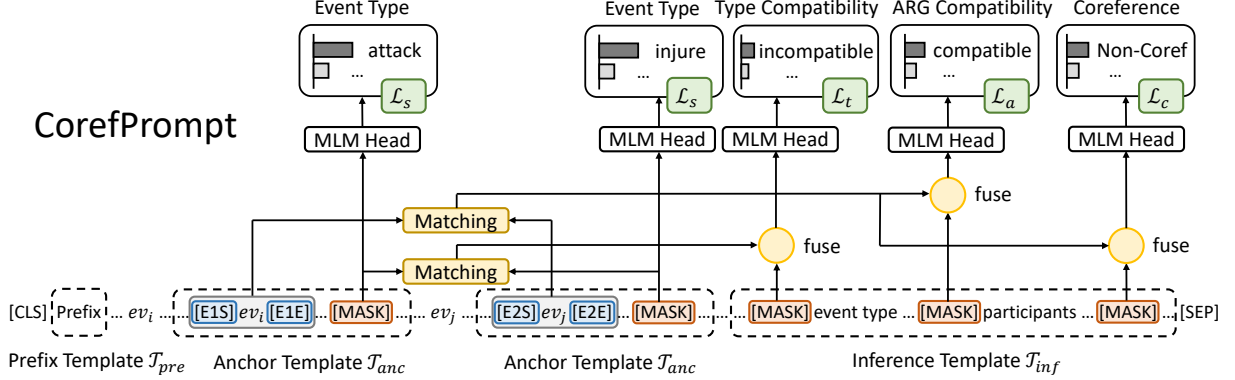 Event Type Event Type Type Compatibility ARG Compatibility Coreference
attack injure incompatible compatible Non-Coref
... ... ... ... ...
ℒs ℒs ℒt ℒa ℒc
CorefPrompt
MLM Head MLM Head MLM Head MLM Head MLM Head
fuse
Matching
fuse fuse
Matching
[CLS] Prefix ... evi ... [E1S] evi [E1E] ... [MASK] ... evj ... [E2S] evj [E2E] ... [MASK] ... ... [MASK] event type ... [MASK] participants ... [MASK] ... [SEP]
Prefix Template 𝒯pre Anchor Template 𝒯anc Anchor Template 𝒯anc Inference Template 𝒯inf